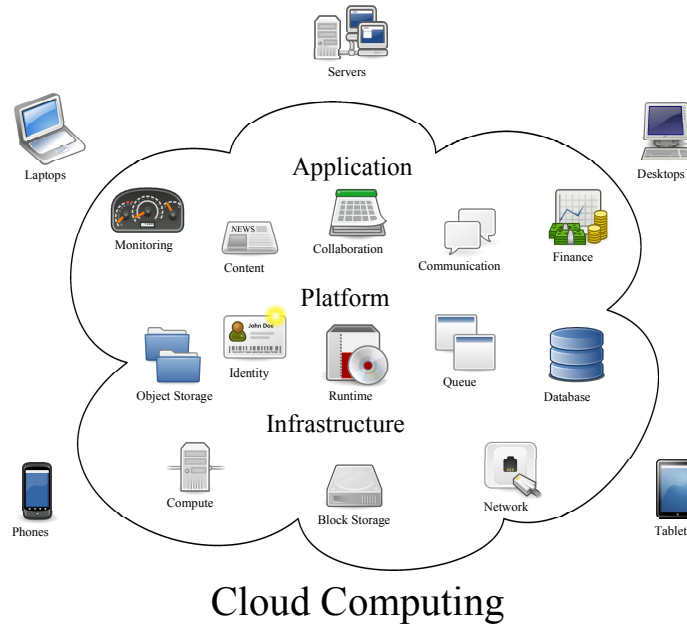 Servers
Laptops
Desktops
Application
Monitoring
NEWS
Content
Collaboration
Communication
Finance
Platform
John Doe
Object Storage
Identity
Runtime
Queue
Database
Infrastructure
Compute
Block Storage
Network
Phones
Tablet
Cloud Computing